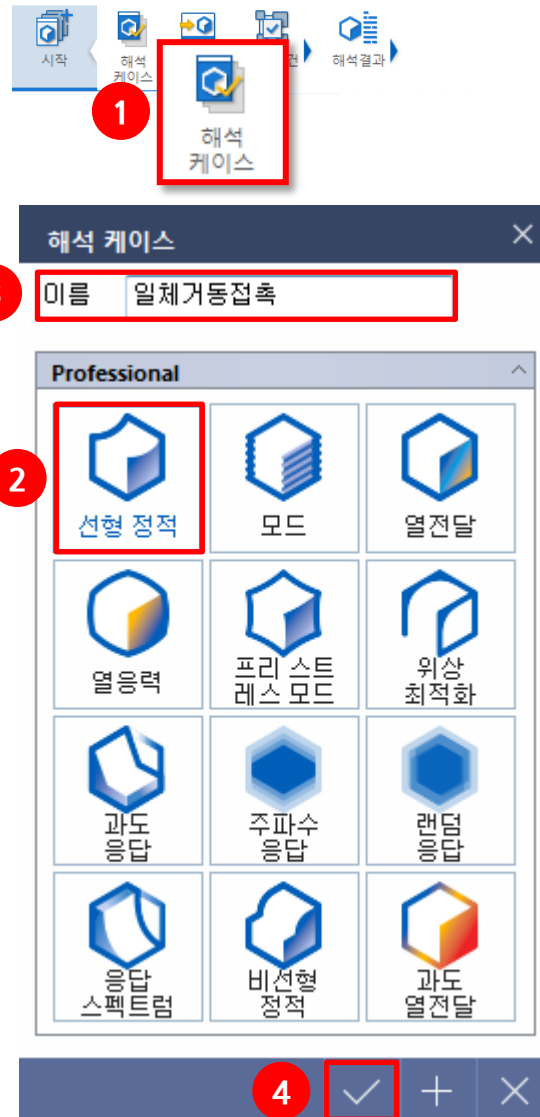 시작
해석
케이스
건
해석결과
1
해석
케이스
해석 케이스
3
이름 일체거동접촉
Professional
2
선형 정적
모드
열전달
열응력
프리 스트
레스 모드
위상
최적화
과도
응답
주파수
응답
랜덤
응답
응답
스펙트럼
비선형
정적
과도
열전달
4